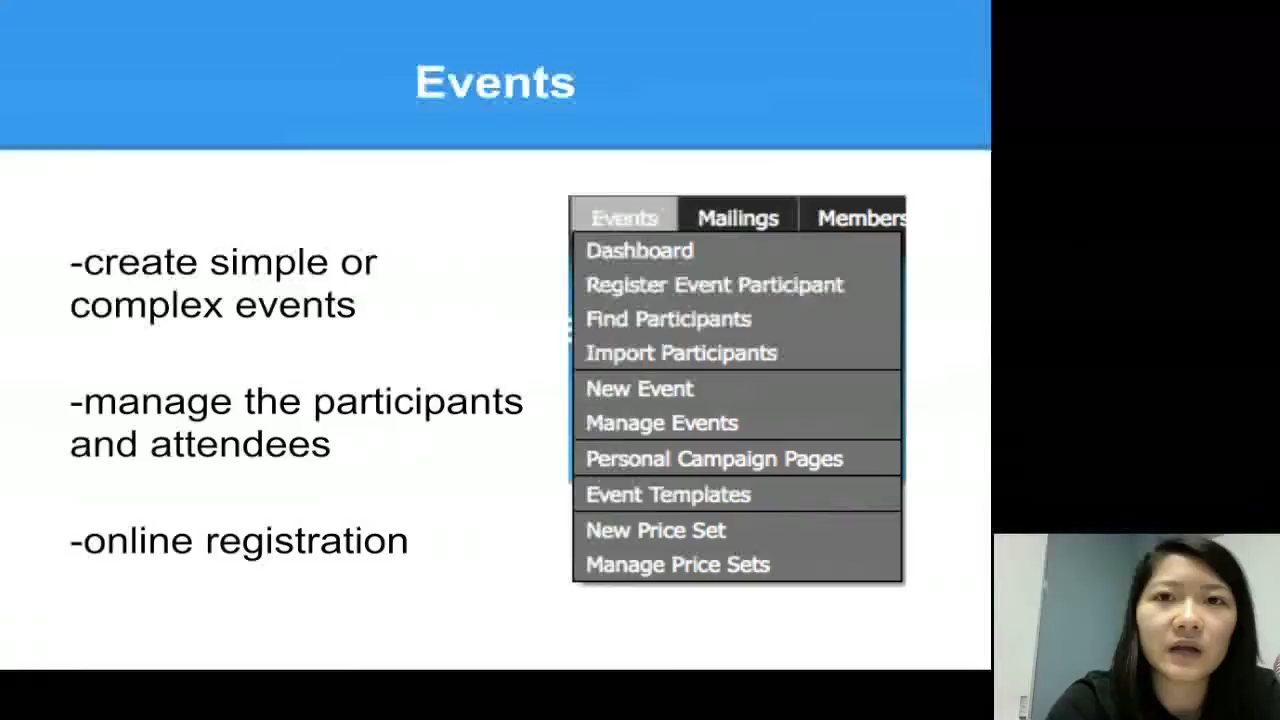 Events
-create simple or
complex events
-manage the participants
and attendees
-online registration
Events Mailings Members
Dashboard
Register Event Participant
Find Participants
Import Participants
New Event
Manage Events
Personal Campaign Pages
Event Templates
New Price Set
Manage Price Sets